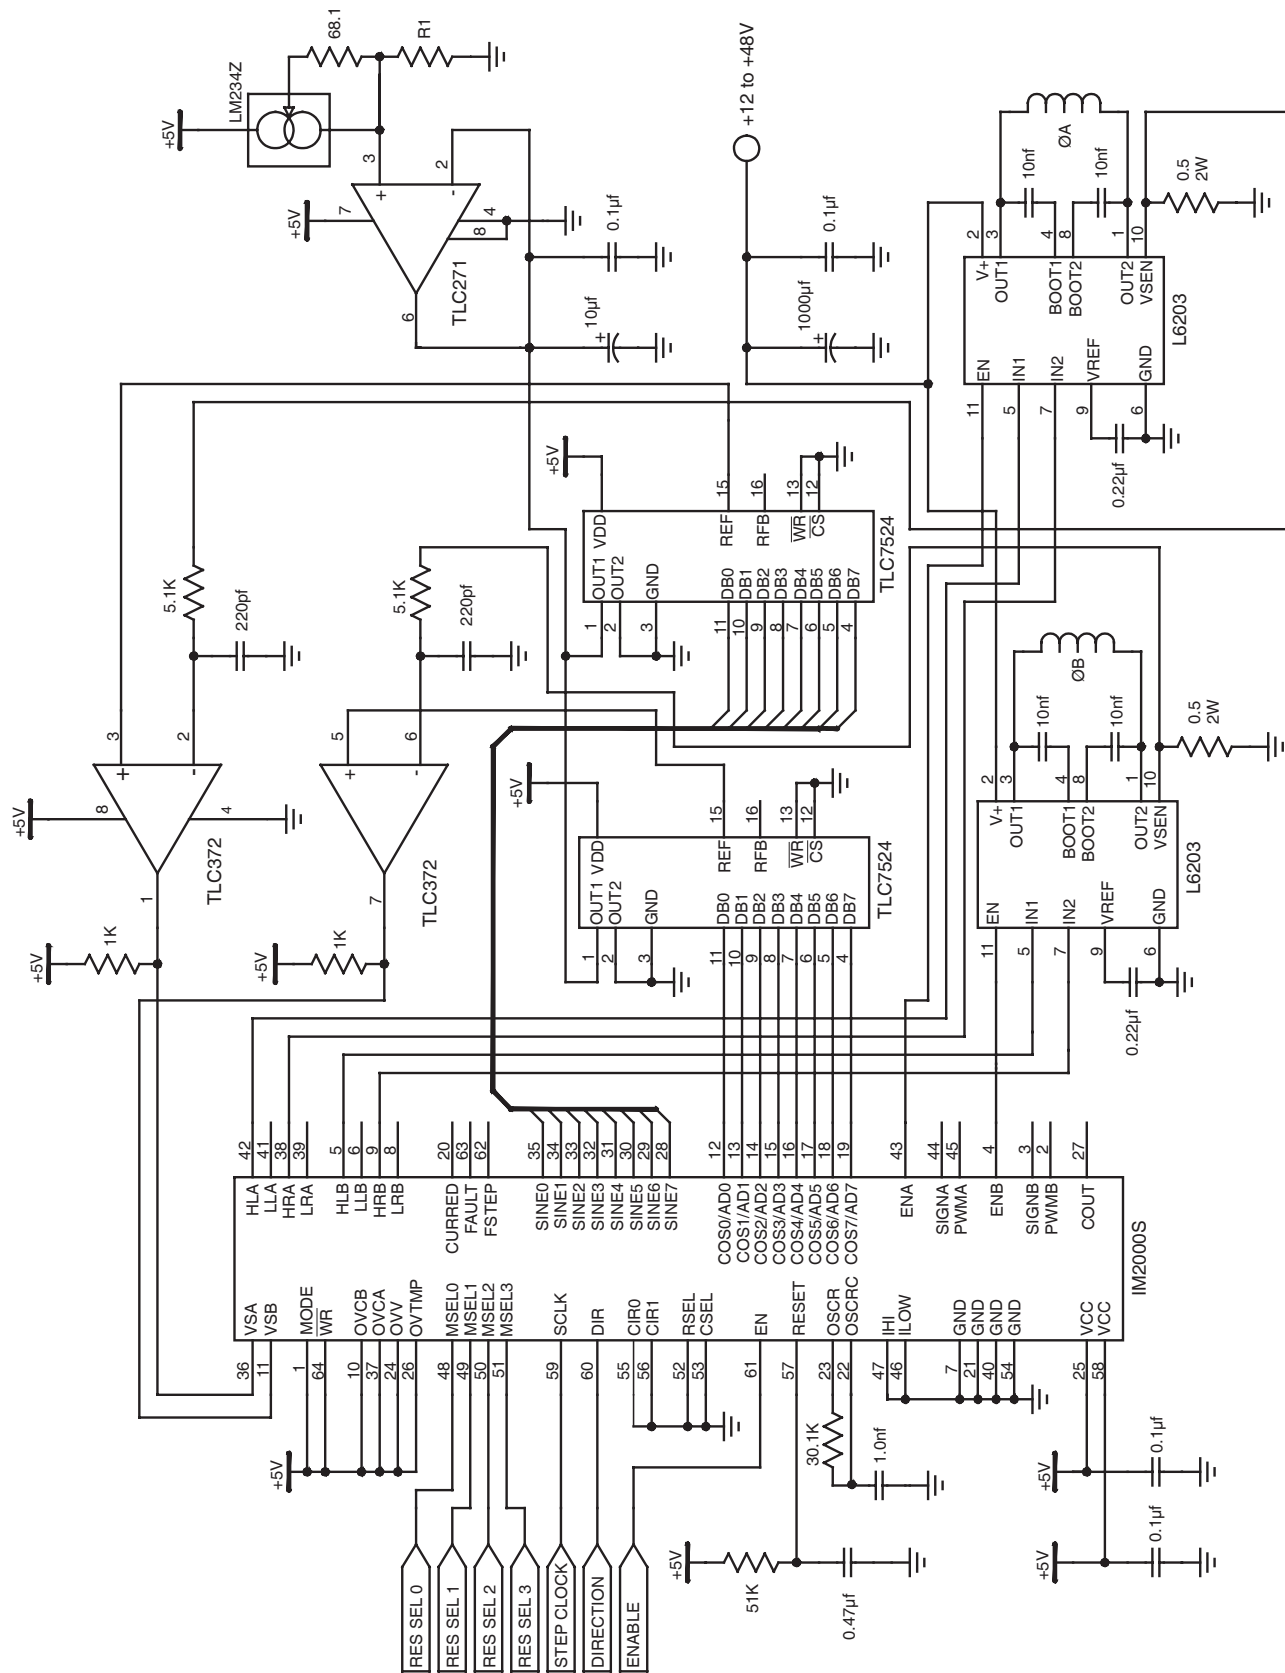 RES SEL 0
RES SEL 1
RES SEL 2
RES SEL 3
STEP CLOCK
DIRECTION
ENABLE
+5V
+5V
51K
0.47µf
30.1K
1.0nf
+5V
0.1µf
+5V
0.1µf
36 VSA
11 VSB
1 MODE
64 WR
10 OVCB
37 OVCA
24 OVV
26 OVTMP
48 MSEL0
49 MSEL1
50 MSEL2
51 MSEL3
59 SCLK
60 DIR
55 CIR0
56 CIR1
52 RSEL
53 CSEL
61 EN
57 RESET
23 OSCR
22 OSCRC
47 IHI
46 ILOW
7 GND
21 GND
40 GND
54 GND
25 VCC
58 VCC
HLA 42
LLA 41
HRA 38
LRA 39
HLB 5
LLB 6
HRB 9
LRB 8
CURRED 20
FAULT 63
FSTEP 62
SINE0 35
SINE1 34
SINE2 33
SINE3 32
SINE4 31
SINE5 30
SINE6 29
SINE7 28
COS0/AD0 12
COS1/AD1 13
COS2/AD2 14
COS3/AD3 15
COS4/AD4 16
COS5/AD5 17
COS6/AD6 18
COS7/AD7 19
ENA 43
SIGNA 44
PWMA 45
ENB 4
SIGNB 3
PWMB 2
COUT 27
IM2000S
+5V
1K
+5V
1K
1
+5V
8
4
+
-
3
2
TLC372
7
+
-
5
6
TLC372
5.1K
220pf
5.1K
220pf
+5V
1 OUT1
2 OUT2
3 GND
11 DB0
10 DB1
9 DB2
8 DB3
7 DB4
6 DB5
5 DB6
4 DB7
VDD
REF 15
RFB 16
WR 13
CS 12
TLC7524
+5V
1 OUT1
2 OUT2
3 GND
11 DB0
10 DB1
9 DB2
8 DB3
7 DB4
6 DB5
5 DB6
4 DB7
VDD
REF 15
RFB 16
WR 13
CS 12
TLC7524
6
+5V
7
4
8
+
-
3
2
TLC271
+5V
LM234Z
68.1
R1
+
10µf
0.1µf
+
1000µf
0.1µf
+12 to +48V
11 EN
5 IN1
7 IN2
9 VREF
6 GND
V+ 2
OUT1 3
BOOT1 4
BOOT2 8
OUT2 1
VSEN 10
L6203
0.22µf
10nf
10nf
ØB
0.5
2W
11 EN
5 IN1
7 IN2
9 VREF
6 GND
V+ 2
OUT1 3
BOOT1 4
BOOT2 8
OUT2 1
VSEN 10
L6203
0.22µf
10nf
10nf
ØA
0.5
2W